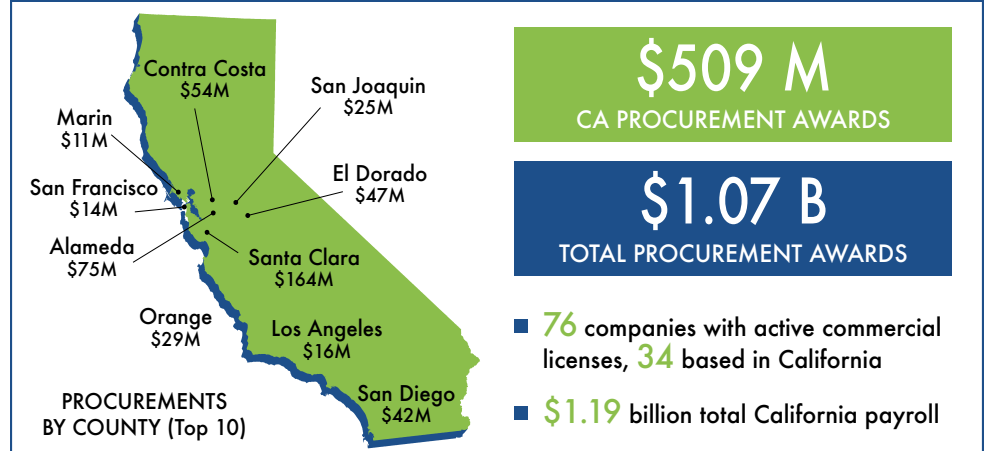 Contra Costa
$54M
San Joaquin
$25M
Marin
$11M
El Dorado
$47M
San Francisco
$14M
Alameda
$75M
Santa Clara
$164M
Orange
$29M
Los Angeles
$16M
San Diego
$42M
PROCUREMENTS
BY COUNTY (Top 10)
$509 M
CA PROCUREMENT AWARDS
$1.07 B
TOTAL PROCUREMENT AWARDS
76 companies with active commercial
licenses, 34 based in California
$1.19 billion total California payroll